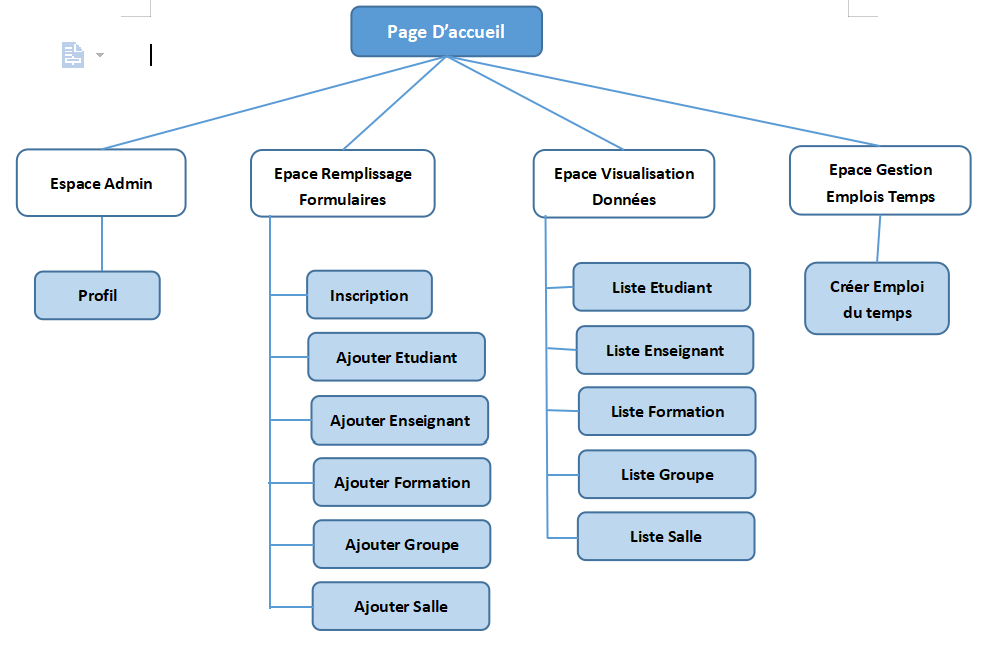 Page D’accueil
Espace Admin
Profil
Epace Remplissage
Formulaires
Inscription
Ajouter Etudiant
Ajouter Enseignant
Ajouter Formation
Ajouter Groupe
Ajouter Salle
Epace Visualisation
Données
Liste Etudiant
Liste Enseignant
Liste Formation
Liste Groupe
Liste Salle
Epace Gestion
Emplois Temps
Créer Emploi
du temps